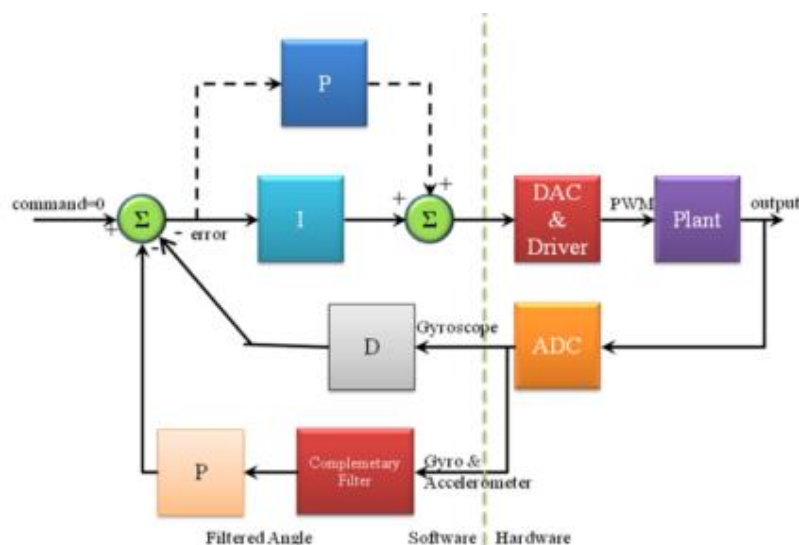 P
command=0
Σ
+
-
-
error
I
+
+
Σ
DAC
&
Driver
PWM
Plant
output
D
Gyroscope
ADC
P
Complemetary
Filter
Gyro &
Accelerometer
Filtered Angle
Software
Hardware